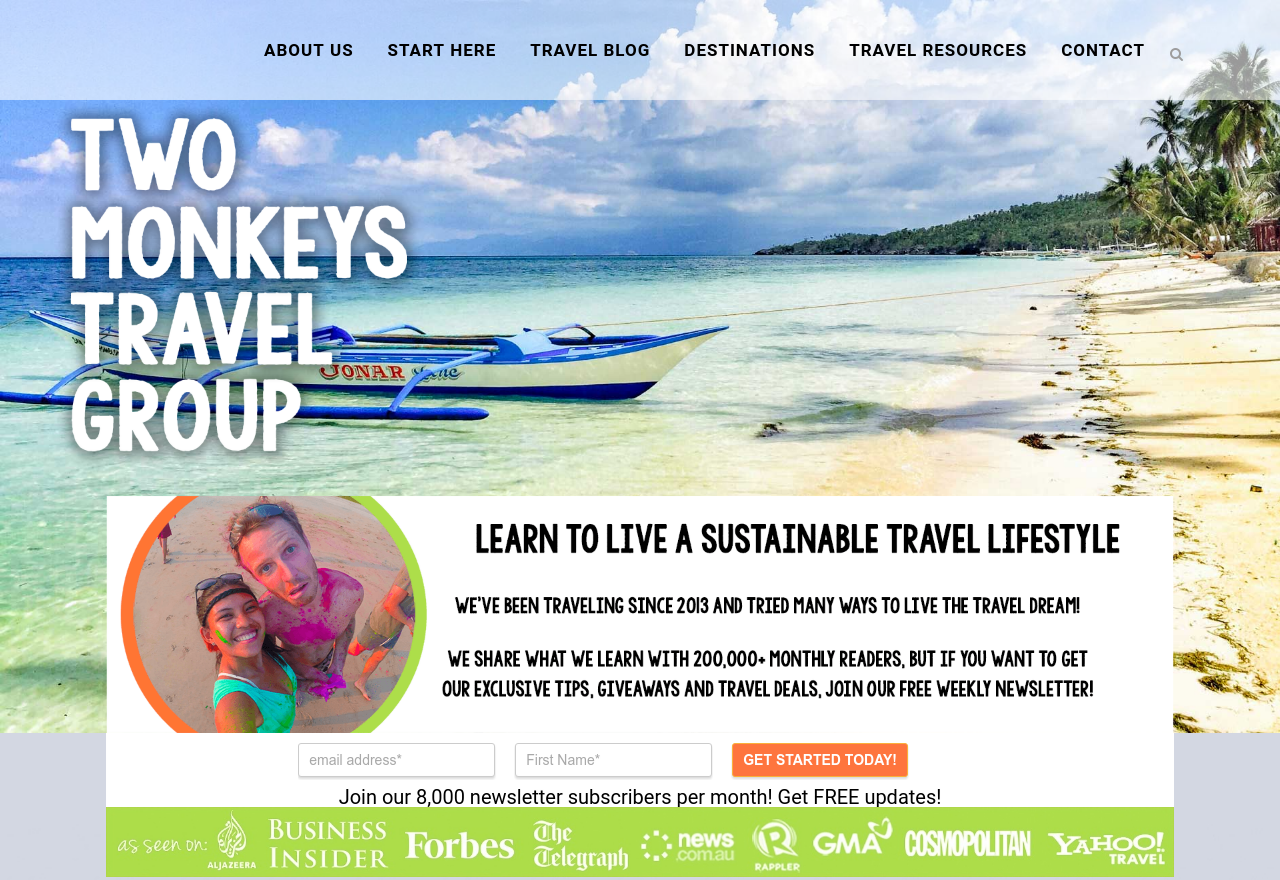 ABOUT US START HERE TRAVEL BLOG DESTINATIONS TRAVEL RESOURCES CONTACT
TWO
MONKEYS
TRAVEL
GROUP
JONAR
LEARN TO LIVE A SUSTAINABLE TRAVEL LIFESTYLE
WE'VE BEEN TRAVELING SINCE 2013 AND TRIED MANY WAYS TO LIVE THE TRAVEL DREAM!
WE SHARE WHAT WE LEARN WITH 200,000+ MONTHLY READERS, BUT IF YOU WANT TO GET
OUR EXCLUSIVE TIPS, GIVEAWAYS AND TRAVEL DEALS, JOIN OUR FREE WEEKLY NEWSLETTER!
email address* First Name* GET STARTED TODAY!
Join our 8,000 newsletter subscribers per month! Get FREE updates!
as seen on: ALJAZEERA BUSINESS INSIDER Forbes The Telegraph news.com.au RAPPLER GMA COSMOPOLITAN YAHOO! TRAVEL